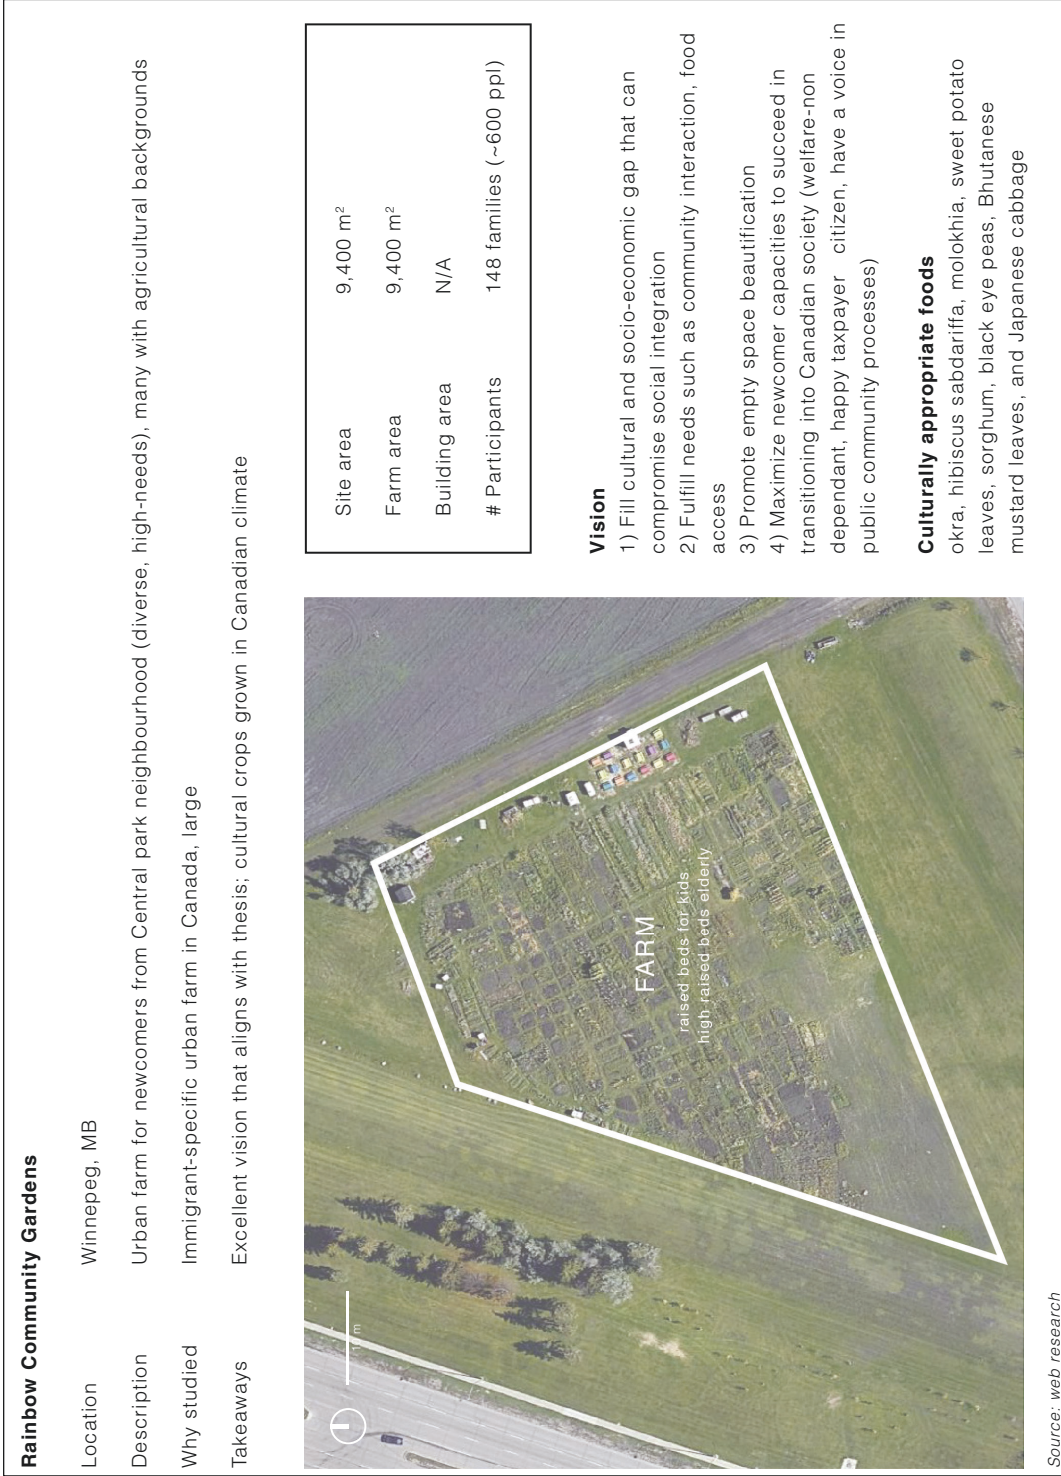 Rainbow Community Gardens
Location Winnepeg, MB
Description Urban farm for newcomers from Central park neighbourhood (diverse, high-needs), many with agricultural backgrounds
Why studied Immigrant-specific urban farm in Canada, large
Takeaways Excellent vision that aligns with thesis; cultural crops grown in Canadian climate
m
FARM
raised beds for kids
high raised beds elderly
Site area 9,400 m²
Farm area 9,400 m²
Building area N/A
# Participants 148 families (~600 ppl)
Vision
1) Fill cultural and socio-economic gap that can
compromise social integration
2) Fulfill needs such as community interaction, food
access
3) Promote empty space beautification
4) Maximize newcomer capacities to succeed in
transitioning into Canadian society (welfare-non
dependant, happy taxpayer citizen, have a voice in
public community processes)
Culturally appropriate foods
okra, hibiscus sabdariffa, molokhia, sweet potato
leaves, sorghum, black eye peas, Bhutanese
mustard leaves, and Japanese cabbage
Source: web research